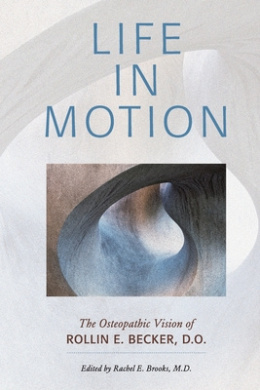 LIFE
IN
MOTION
The Osteopathic Vision of
ROLLIN E. BECKER, D.O.
Edited by Rachel E. Brooks, M.D.